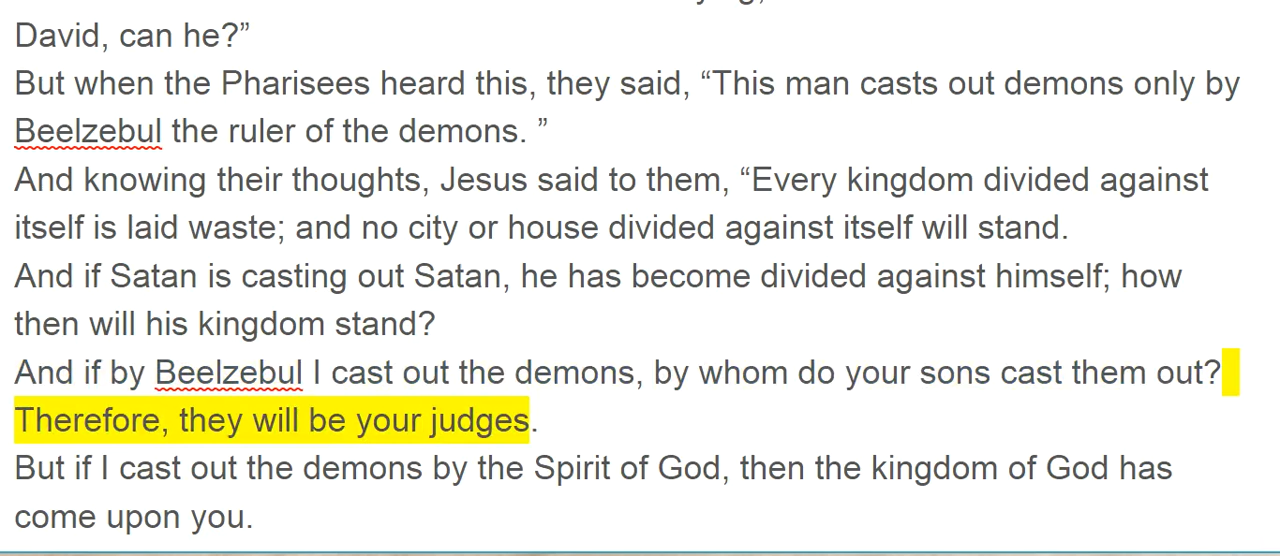 David, can he?”
But when the Pharisees heard this, they said, “This man casts out demons only by
Beelzebul the ruler of the demons. ”
And knowing their thoughts, Jesus said to them, “Every kingdom divided against
itself is laid waste; and no city or house divided against itself will stand.
And if Satan is casting out Satan, he has become divided against himself; how
then will his kingdom stand?
And if by Beelzebul I cast out the demons, by whom do your sons cast them out?
Therefore, they will be your judges.
But if I cast out the demons by the Spirit of God, then the kingdom of God has
come upon you.